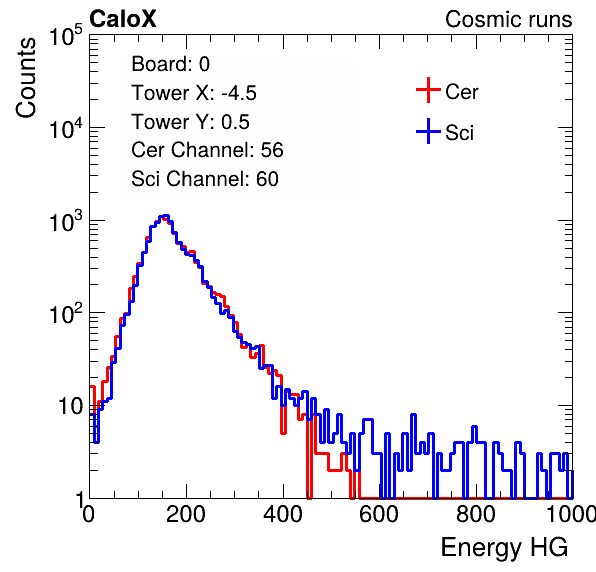 CaloX Cosmic runs
Counts
10^5
10^4
10^3
10^2
10
1
Board: 0
Tower X: -4.5
Tower Y: 0.5
Cer Channel: 56
Sci Channel: 60
Cer
Sci
0 200 400 600 800 1000
Energy HG